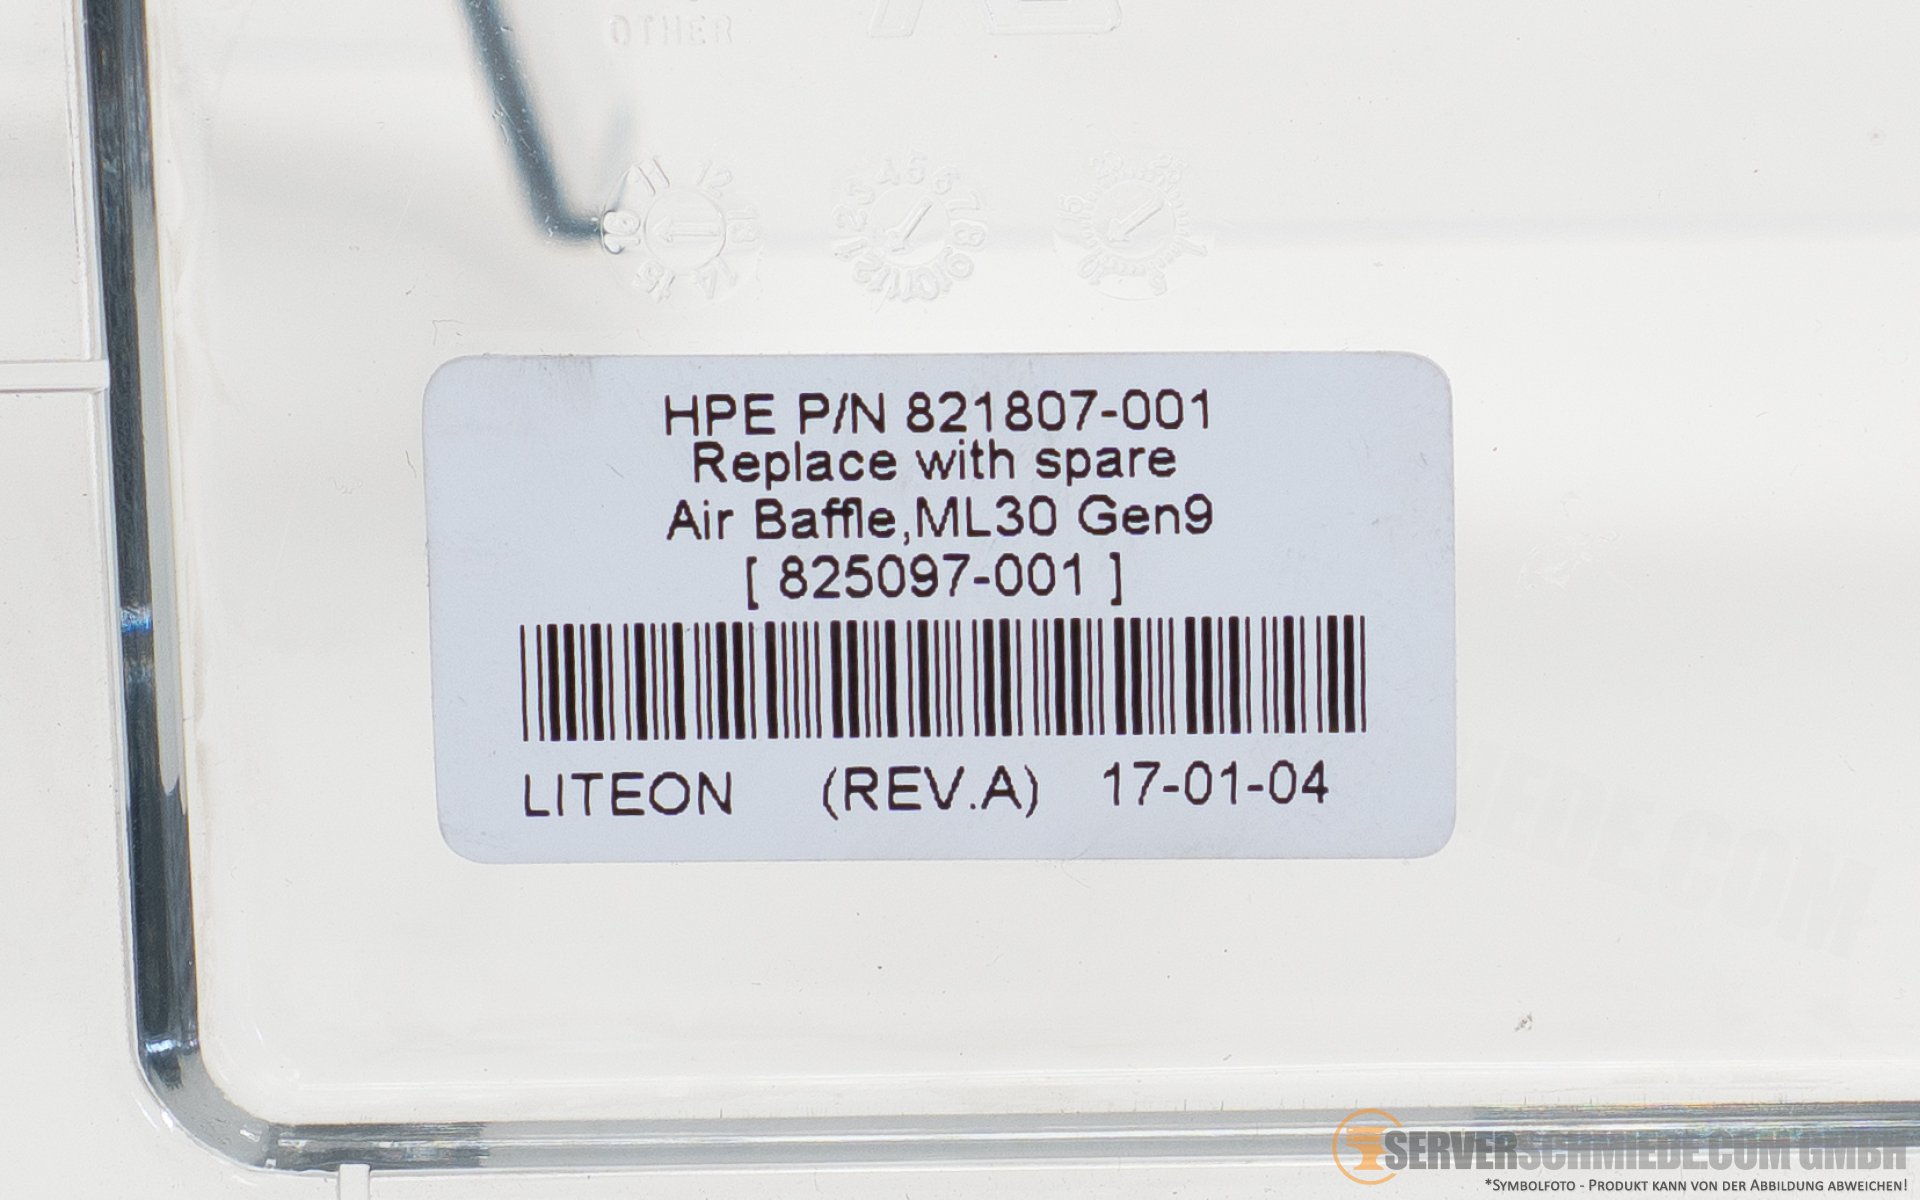 OTHER
HPE P/N 821807-001
Replace with spare
Air Baffle,ML30 Gen9
[ 825097-001 ]
LITEON (REV.A) 17-01-04
SERVERSCHMIEDE.COM GMBH
*Symbolfoto - Produkt kann von der Abbildung abweichen!